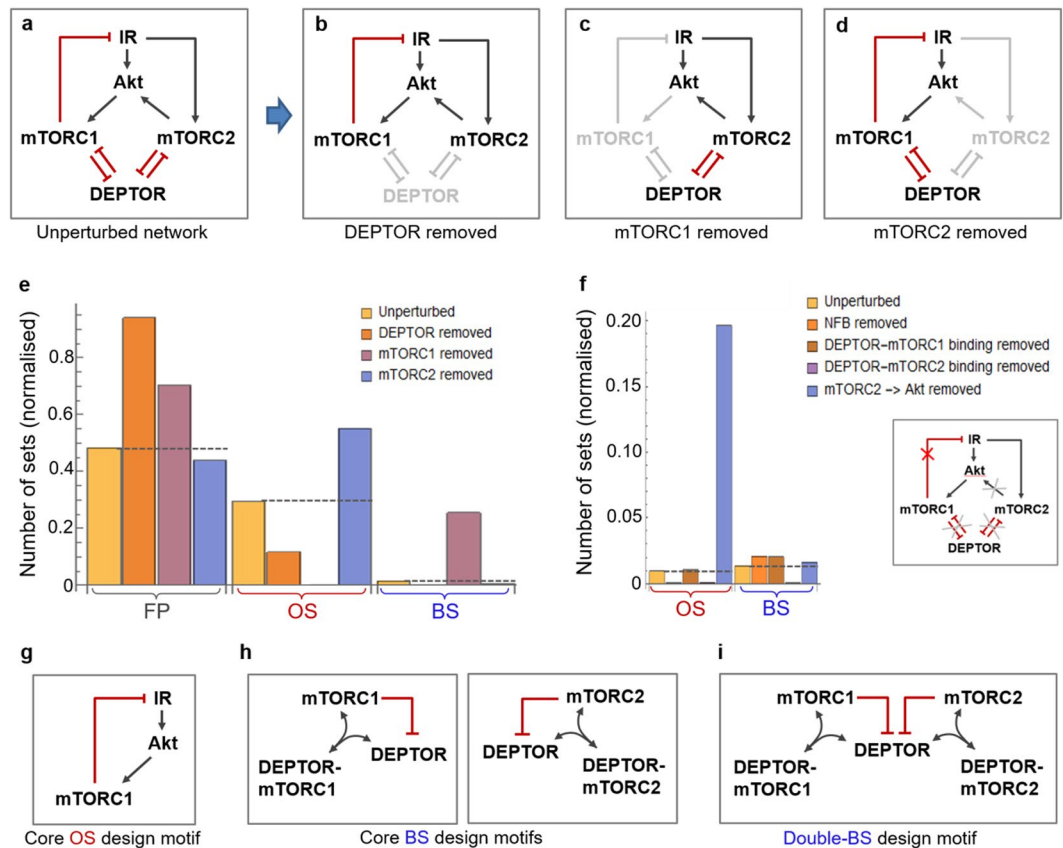 a
IR
Akt
mTORC1
mTORC2
DEPTOR
Unperturbed network
b
IR
Akt
mTORC1
mTORC2
DEPTOR
DEPTOR removed
c
IR
Akt
mTORC1
mTORC2
DEPTOR
mTORC1 removed
d
IR
Akt
mTORC1
mTORC2
DEPTOR
mTORC2 removed
e
Number of sets (normalised)
0.8
0.6
0.4
0.2
0
Unperturbed
DEPTOR removed
mTORC1 removed
mTORC2 removed
FP
OS
BS
f
Number of sets (normalised)
0.20
0.15
0.10
0.05
0
Unperturbed
NFB removed
DEPTOR–mTORC1 binding removed
DEPTOR–mTORC2 binding removed
mTORC2 –> Akt removed
OS
BS
IR
Akt
mTORC1
mTORC2
DEPTOR
g
IR
Akt
mTORC1
Core OS design motif
h
mTORC1
DEPTOR
DEPTOR-
mTORC1
mTORC2
DEPTOR
DEPTOR-
mTORC2
Core BS design motifs
i
mTORC1
mTORC2
DEPTOR
DEPTOR-
mTORC1
DEPTOR-
mTORC2
Double-BS design motif